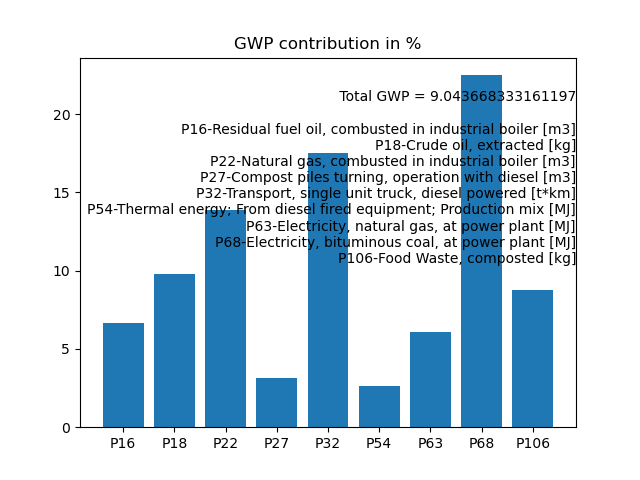 GWP contribution in %
Total GWP = 9.043668333161197
P16-Residual fuel oil, combusted in industrial boiler [m3]
P18-Crude oil, extracted [kg]
P22-Natural gas, combusted in industrial boiler [m3]
P27-Compost piles turning, operation with diesel [m3]
P32-Transport, single unit truck, diesel powered [t*km]
P54-Thermal energy; From diesel fired equipment; Production mix [MJ]
P63-Electricity, natural gas, at power plant [MJ]
P68-Electricity, bituminous coal, at power plant [MJ]
P106-Food Waste, composted [kg]
20
15
10
5
0
P16 P18 P22 P27 P32 P54 P63 P68 P106